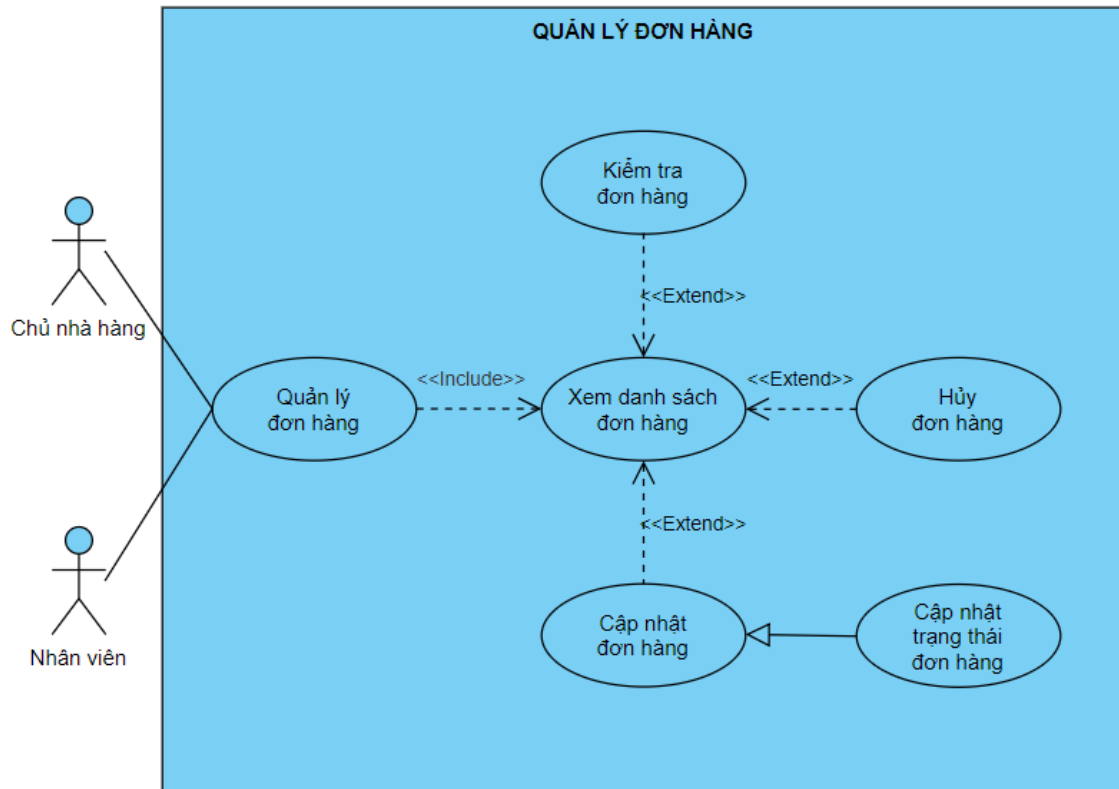 QUẢN LÝ ĐƠN HÀNG
Kiểm tra
đơn hàng
<<Extend>>
Chủ nhà hàng
Quản lý
đơn hàng
<<Include>>
Xem danh sách
đơn hàng
<<Extend>>
Hủy
đơn hàng
<<Extend>>
Nhân viên
Cập nhật
đơn hàng
Cập nhật
trạng thái
đơn hàng